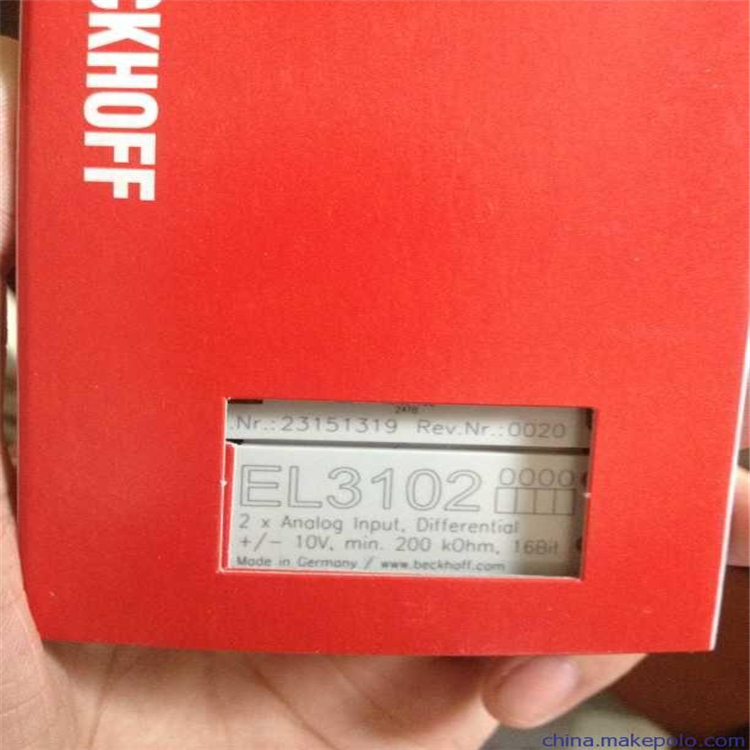 CKHOFF
.Nr.:23151319 Rev.Nr.:0020
EL3102 0000
2 x Analog Input, Differential
+/- 10V, min. 200 kOhm, 16Bit
Made in Germany / www.beckhoff.com
china.makepolo.com